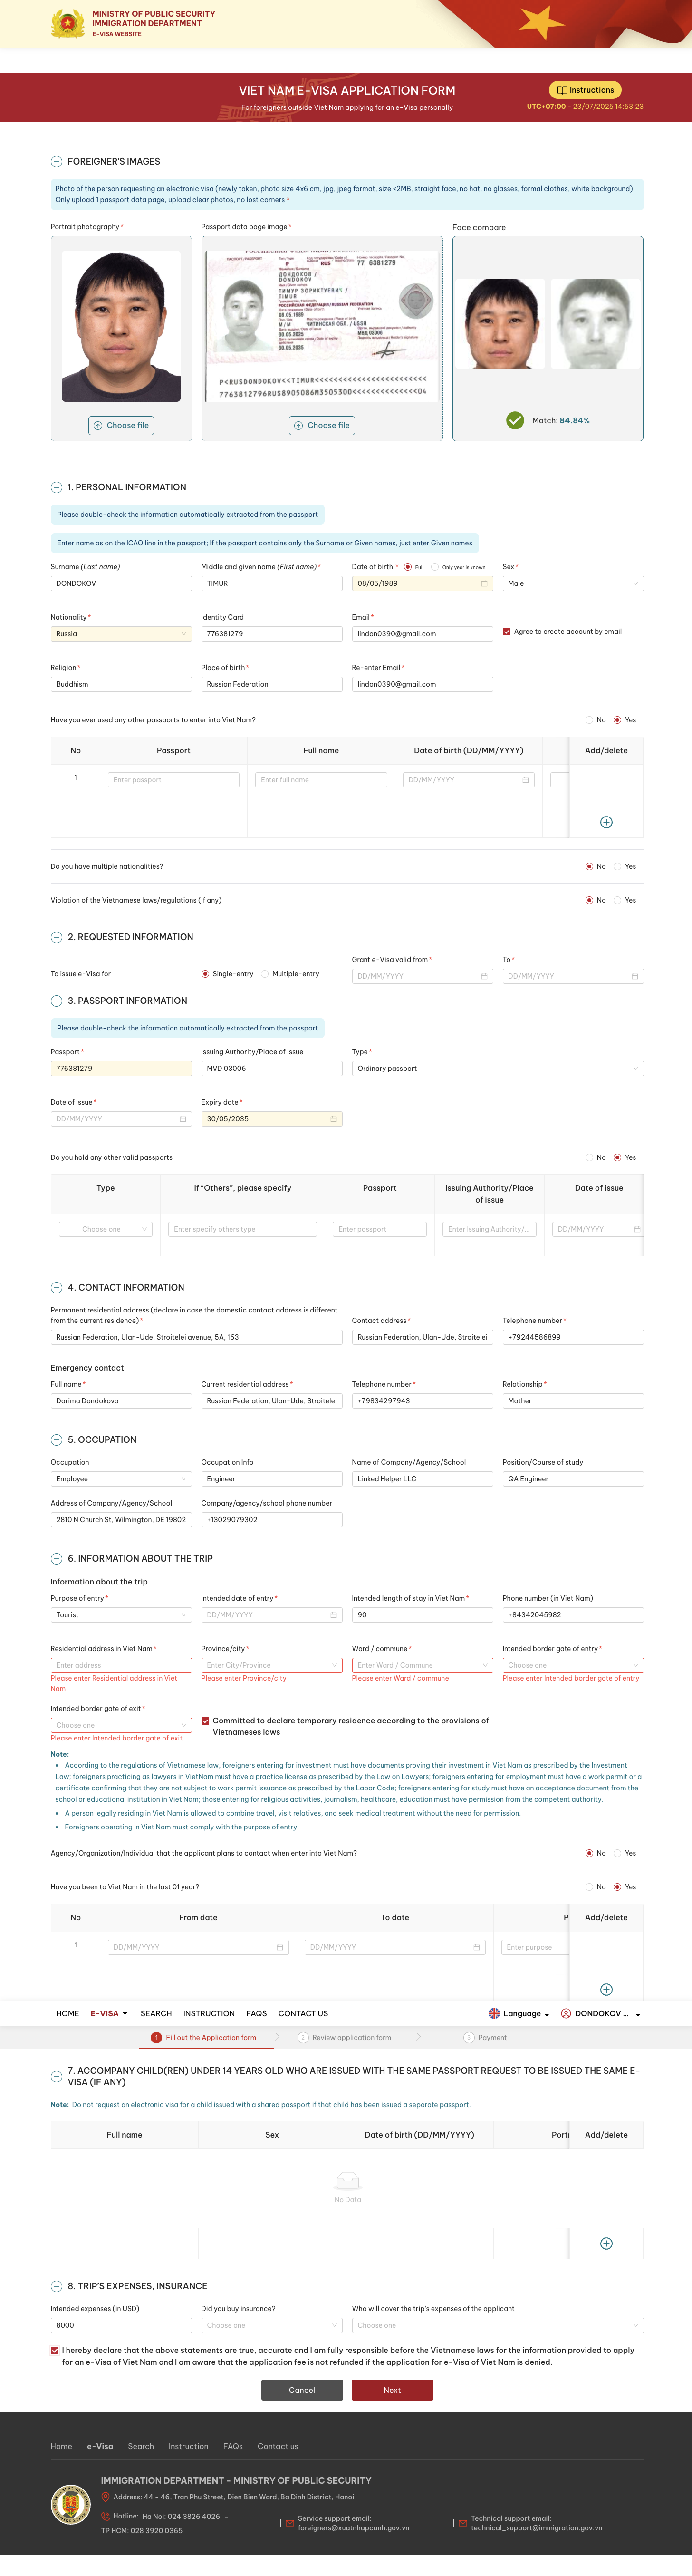 MINISTRY OF PUBLIC SECURITY
IMMIGRATION DEPARTMENT
E-VISA WEBSITE
VIET NAM E-VISA APPLICATION FORM
For foreigners outside Viet Nam applying for an e-Visa personally
Instructions
UTC+07:00 - 23/07/2025 14:53:23
FOREIGNER'S IMAGES
Photo of the person requesting an electronic visa (newly taken, photo size 4x6 cm, jpg, jpeg format, size <2MB, straight face, no hat, no glasses, formal clothes, white background).
Only upload 1 passport data page, upload clear photos, no lost corners *
Portrait photography *
Passport data page image *
Face compare
P RUS 77 6381279
ДОНДОКОВ /
DONDOKOV
ТИМУР ЗОРИКТУЕВИЧ /
TIMUR
РОССИЙСКАЯ ФЕДЕРАЦИЯ / RUSSIAN FEDERATION
08.05.1989
М/M ЧИТИНСКАЯ ОБЛ. / USSR
30.05.2025 МВД 03006
30.05.2035
P<RUSDONDOKOV<<TIMUR<<<<<<<<<<<<<<<<<<<<<<<<
7763812796RUS8905086M3505300<<<<<<<<<<<<<<04
Choose file
Choose file
Match: 84.84%
1. PERSONAL INFORMATION
Please double-check the information automatically extracted from the passport
Enter name as on the ICAO line in the passport; If the passport contains only the Surname or Given names, just enter Given names
Surname (Last name)
Middle and given name (First name) *
Date of birth * Full Only year is known
Sex *
DONDOKOV
TIMUR
08/05/1989
Male
Nationality *
Identity Card
Email *
Russia
776381279
lindon0390@gmail.com
Agree to create account by email
Religion *
Place of birth *
Re-enter Email *
Buddhism
Russian Federation
lindon0390@gmail.com
Have you ever used any other passports to enter into Viet Nam?
No Yes
No Passport Full name Date of birth (DD/MM/YYYY) Add/delete
1 Enter passport Enter full name DD/MM/YYYY
Do you have multiple nationalities?
No Yes
Violation of the Vietnamese laws/regulations (if any)
No Yes
2. REQUESTED INFORMATION
Grant e-Visa valid from *
To *
To issue e-Visa for
Single-entry Multiple-entry
DD/MM/YYYY
DD/MM/YYYY
3. PASSPORT INFORMATION
Please double-check the information automatically extracted from the passport
Passport *
Issuing Authority/Place of issue
Type *
776381279
MVD 03006
Ordinary passport
Date of issue *
Expiry date *
DD/MM/YYYY
30/05/2035
Do you hold any other valid passports
No Yes
Type If “Others”, please specify Passport Issuing Authority/Place
of issue Date of issue
Choose one Enter specify others type Enter passport Enter Issuing Authority/... DD/MM/YYYY
4. CONTACT INFORMATION
Permanent residential address (declare in case the domestic contact address is different
from the current residence) *
Contact address *
Telephone number *
Russian Federation, Ulan-Ude, Stroitelei avenue, 5A, 163
Russian Federation, Ulan-Ude, Stroitelei
+79244586899
Emergency contact
Full name *
Current residential address *
Telephone number *
Relationship *
Darima Dondokova
Russian Federation, Ulan-Ude, Stroitelei
+79834297943
Mother
5. OCCUPATION
Occupation
Occupation Info
Name of Company/Agency/School
Position/Course of study
Employee
Engineer
Linked Helper LLC
QA Engineer
Address of Company/Agency/School
Company/agency/school phone number
2810 N Church St, Wilmington, DE 19802
+13029079302
6. INFORMATION ABOUT THE TRIP
Information about the trip
Purpose of entry *
Intended date of entry *
Intended length of stay in Viet Nam *
Phone number (in Viet Nam)
Tourist
DD/MM/YYYY
90
+84342045982
Residential address in Viet Nam *
Province/city *
Ward / commune *
Intended border gate of entry *
Enter address
Enter City/Province
Enter Ward / Commune
Choose one
Please enter Residential address in Viet
Nam
Please enter Province/city
Please enter Ward / commune
Please enter Intended border gate of entry
Intended border gate of exit *
Choose one
Please enter Intended border gate of exit
Committed to declare temporary residence according to the provisions of
Vietnameses laws
Note:
• According to the regulations of Vietnamese law, foreigners entering for investment must have documents proving their investment in Viet Nam as prescribed by the Investment
Law; foreigners practicing as lawyers in VietNam must have a practice license as prescribed by the Law on Lawyers; foreigners entering for employment must have a work permit or a
certificate confirming that they are not subject to work permit issuance as prescribed by the Labor Code; foreigners entering for study must have an acceptance document from the
school or educational institution in Viet Nam; those entering for religious activities, journalism, healthcare, education must have permission from the competent authority.
• A person legally residing in Viet Nam is allowed to combine travel, visit relatives, and seek medical treatment without the need for permission.
• Foreigners operating in Viet Nam must comply with the purpose of entry.
Agency/Organization/Individual that the applicant plans to contact when enter into Viet Nam?
No Yes
Have you been to Viet Nam in the last 01 year?
No Yes
No From date To date P Add/delete
1 DD/MM/YYYY DD/MM/YYYY Enter purpose
HOME E-VISA SEARCH INSTRUCTION FAQS CONTACT US Language DONDOKOV ...
1 Fill out the Application form 2 Review application form 3 Payment
7. ACCOMPANY CHILD(REN) UNDER 14 YEARS OLD WHO ARE ISSUED WITH THE SAME PASSPORT REQUEST TO BE ISSUED THE SAME E-
VISA (IF ANY)
Note: Do not request an electronic visa for a child issued with a shared passport if that child has been issued a separate passport.
Full name Sex Date of birth (DD/MM/YYYY) Portr Add/delete
No Data
8. TRIP'S EXPENSES, INSURANCE
Intended expenses (in USD)
Did you buy insurance?
Who will cover the trip's expenses of the applicant
8000
Choose one
Choose one
I hereby declare that the above statements are true, accurate and I am fully responsible before the Vietnamese laws for the information provided to apply
for an e-Visa of Viet Nam and I am aware that the application fee is not refunded if the application for e-Visa of Viet Nam is denied.
Cancel
Next
Home e-Visa Search Instruction FAQs Contact us
IMMIGRATION DEPARTMENT - MINISTRY OF PUBLIC SECURITY
Address: 44 - 46, Tran Phu Street, Dien Bien Ward, Ba Dinh District, Hanoi
Hotline: Ha Noi: 024 3826 4026 -
TP HCM: 028 3920 0365
Service support email:
foreigners@xuatnhapcanh.gov.vn
Technical support email:
technical_support@immigration.gov.vn